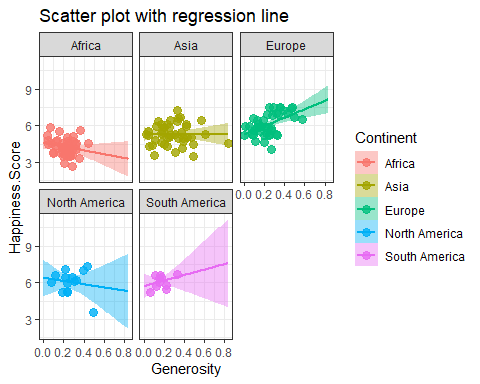 Scatter plot with regression line
Africa
Asia
Europe
9
6
3
0.0 0.2 0.4 0.6 0.8
North America
South America
9
6
3
0.0 0.2 0.4 0.6 0.8
0.0 0.2 0.4 0.6 0.8
Happiness.Score
Generosity
Continent
Africa
Asia
Europe
North America
South America